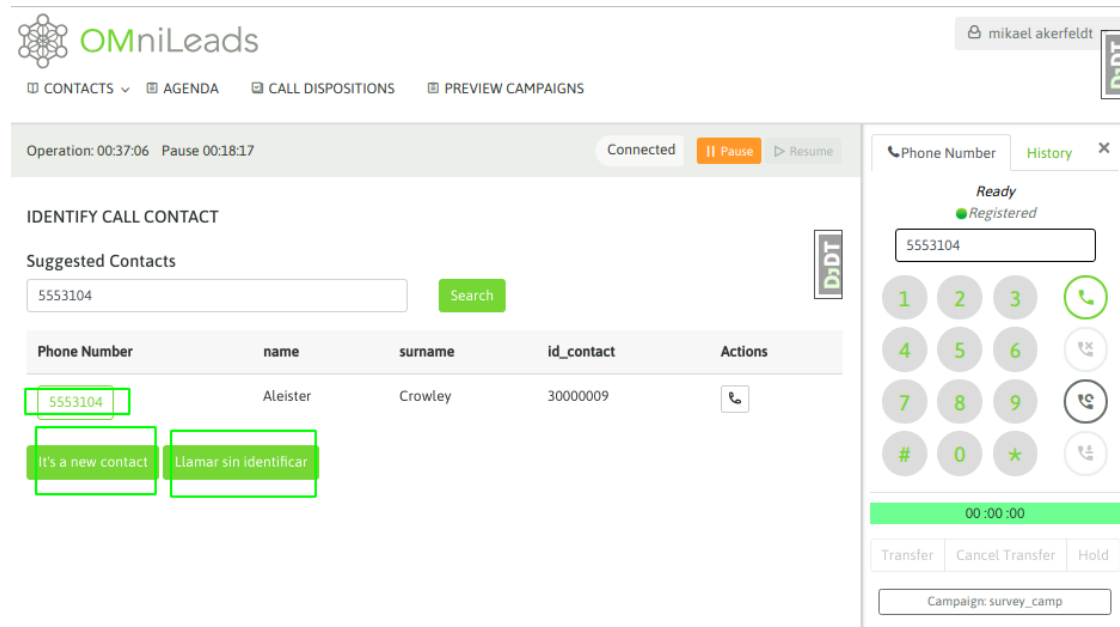 OMniLeads
mikael akerfeldt
CONTACTS AGENDA CALL DISPOSITIONS PREVIEW CAMPAIGNS
DJDT
Operation: 00:37:06 Pause 00:18:17 Connected Pause Resume
Phone Number History ×
Ready
Registered
5553104
IDENTIFY CALL CONTACT
Suggested Contacts
5553104 Search
DJDT
Phone Number name surname id_contact Actions
5553104 Aleister Crowley 30000009
It's a new contact Llamar sin identificar
1 2 3
4 5 6
7 8 9
# 0 *
00 :00 :00
Transfer Cancel Transfer Hold
Campaign: survey_camp